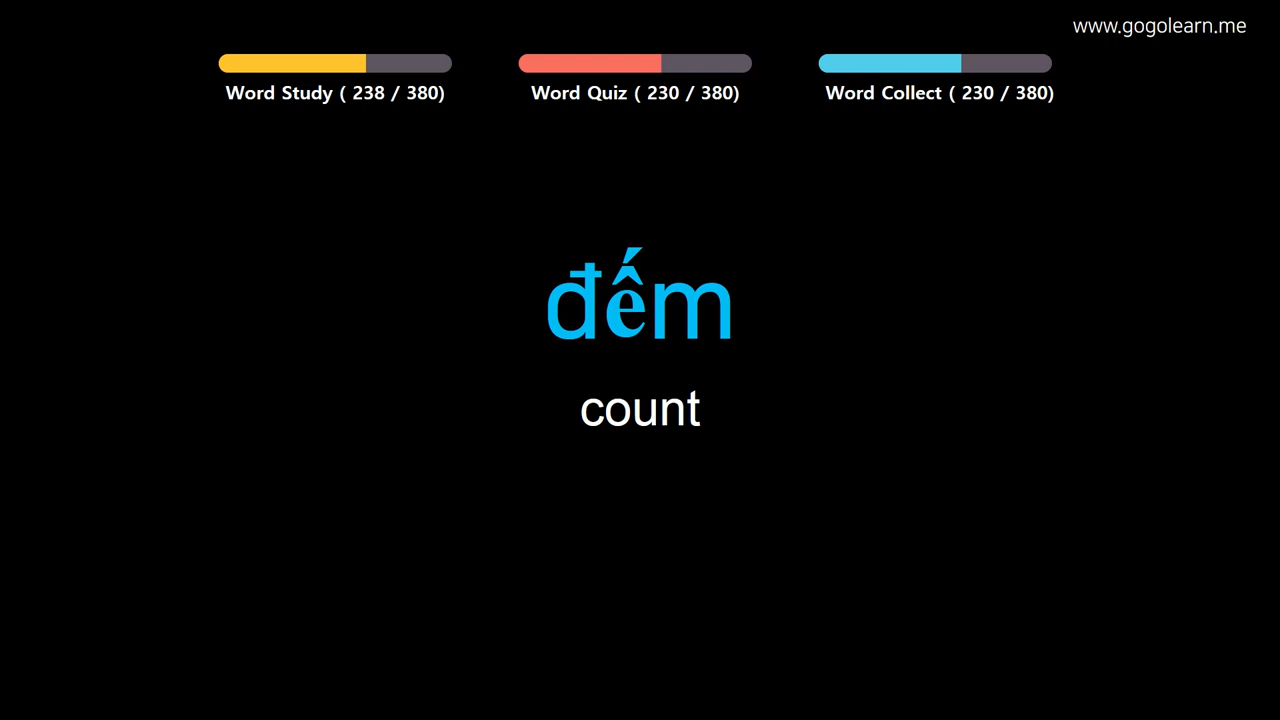 www.gogolearn.me
Word Study ( 238 / 380)
Word Quiz ( 230 / 380)
Word Collect ( 230 / 380)
đếm
count